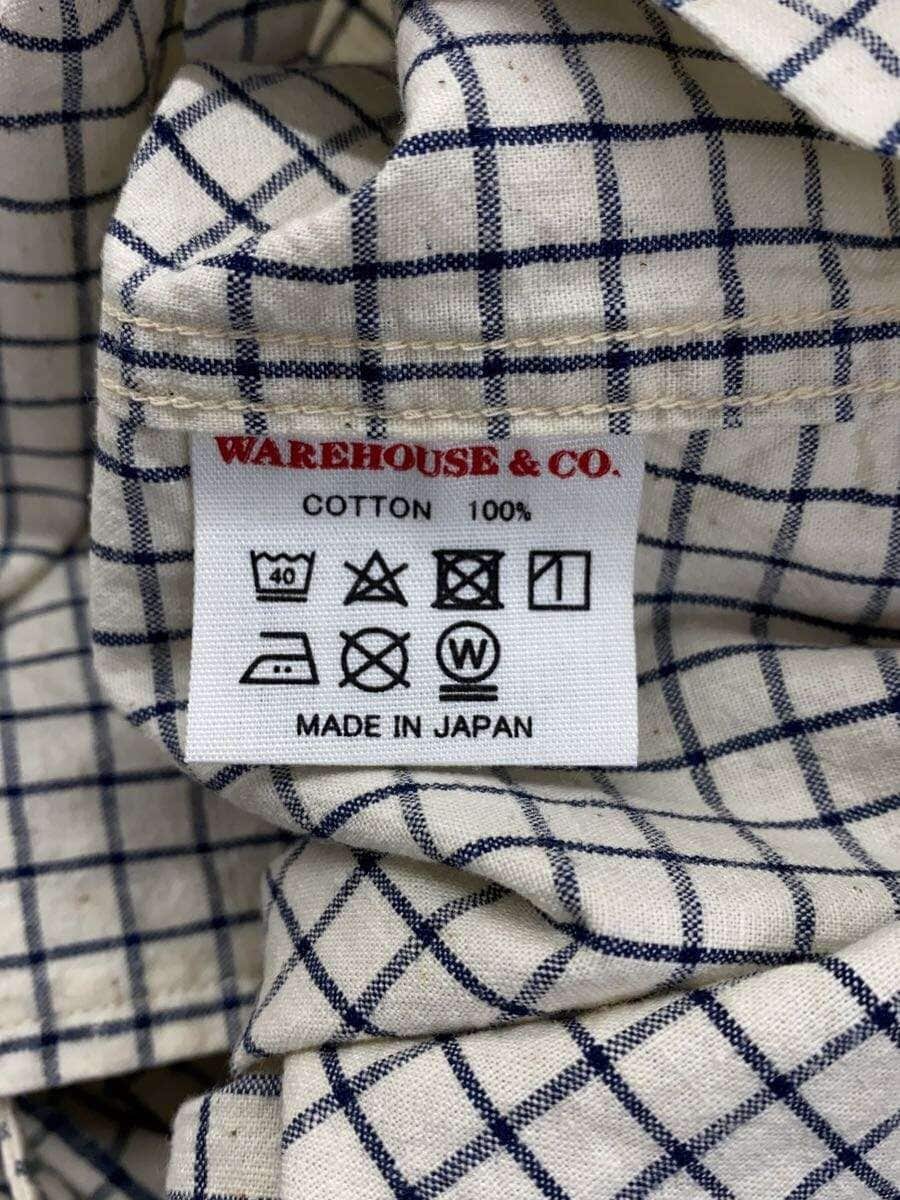 WAREHOUSE & CO.
COTTON 100%
40
W
MADE IN JAPAN